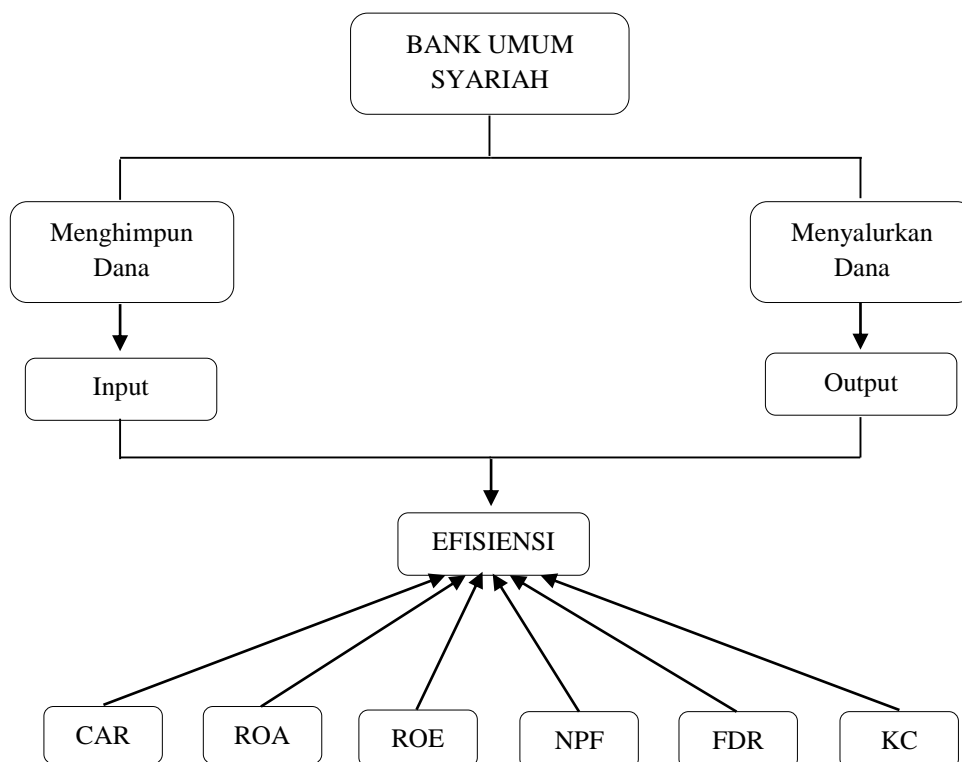 BANK UMUM
SYARIAH
Menghimpun
Dana
Menyalurkan
Dana
Input
Output
EFISIENSI
CAR
ROA
ROE
NPF
FDR
KC